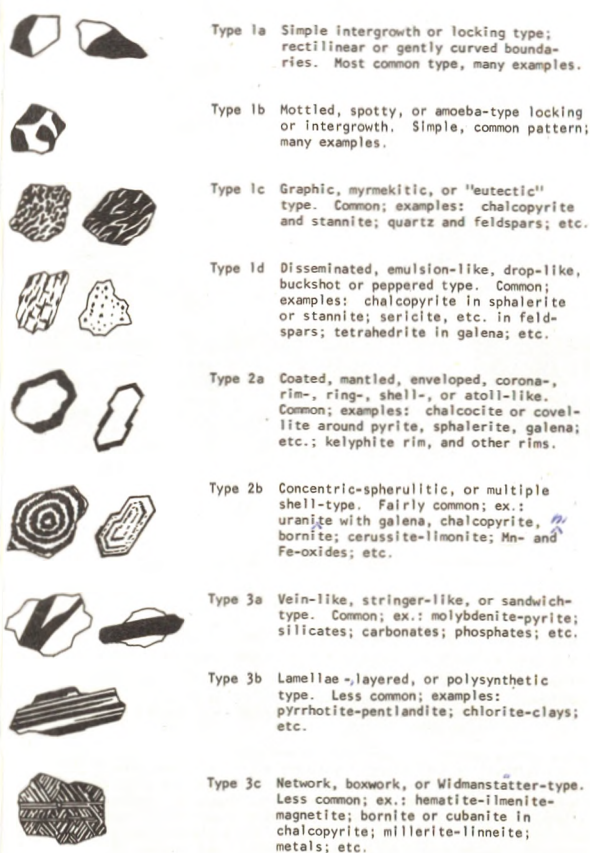 Type 1a Simple intergrowth or locking type;
rectilinear or gently curved bounda-
ries. Most common type, many examples.
Type 1b Mottled, spotty, or amoeba-type locking
or intergrowth. Simple, common pattern;
many examples.
Type 1c Graphic, myrmekitic, or "eutectic"
type. Common; examples: chalcopyrite
and stannite; quartz and feldspars; etc.
Type 1d Disseminated, emulsion-like, drop-like,
buckshot or peppered type. Common;
examples: chalcopyrite in sphalerite
or stannite; sericite, etc. in feld-
spars; tetrahedrite in galena; etc.
Type 2a Coated, mantled, enveloped, corona-,
rim-, ring-, shell-, or atoll-like.
Common; examples: chalcocite or covel-
lite around pyrite, sphalerite, galena;
etc.; kelyphite rim, and other rims.
Type 2b Concentric-spherulitic, or multiple
shell-type. Fairly common; ex.:
uranite with galena, chalcopyrite,
bornite; cerussite-limonite; Mn- and
Fe-oxides; etc.
Type 3a Vein-like, stringer-like, or sandwich-
type. Common; ex.: molybdenite-pyrite;
silicates; carbonates; phosphates; etc.
Type 3b Lamellae -,layered, or polysynthetic
type. Less common; examples:
pyrrhotite-pentlandite; chlorite-clays;
etc.
Type 3c Network, boxwork, or Widmanstätter-type.
Less common; ex.: hematite-ilmenite-
magnetite; bornite or cubanite in
chalcopyrite; millerite-linneite;
metals; etc.